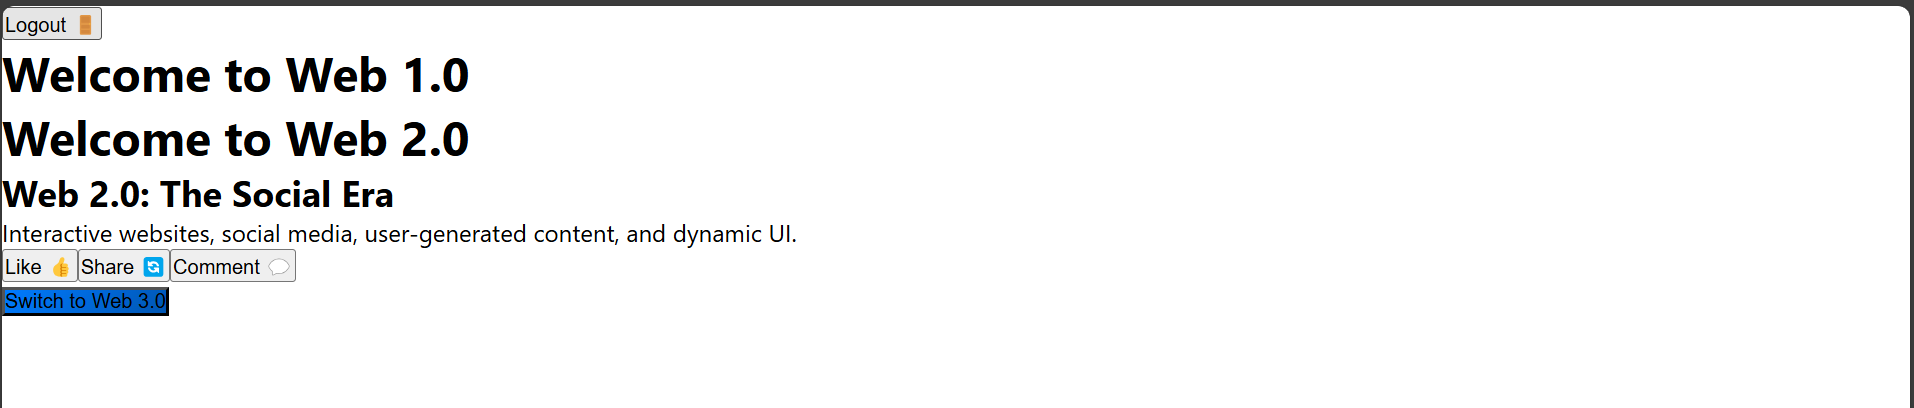 Logout 🚪
Welcome to Web 1.0
Welcome to Web 2.0
Web 2.0: The Social Era
Interactive websites, social media, user-generated content, and dynamic UI.
Like 👍 Share 🔄 Comment 💬
Switch to Web 3.0